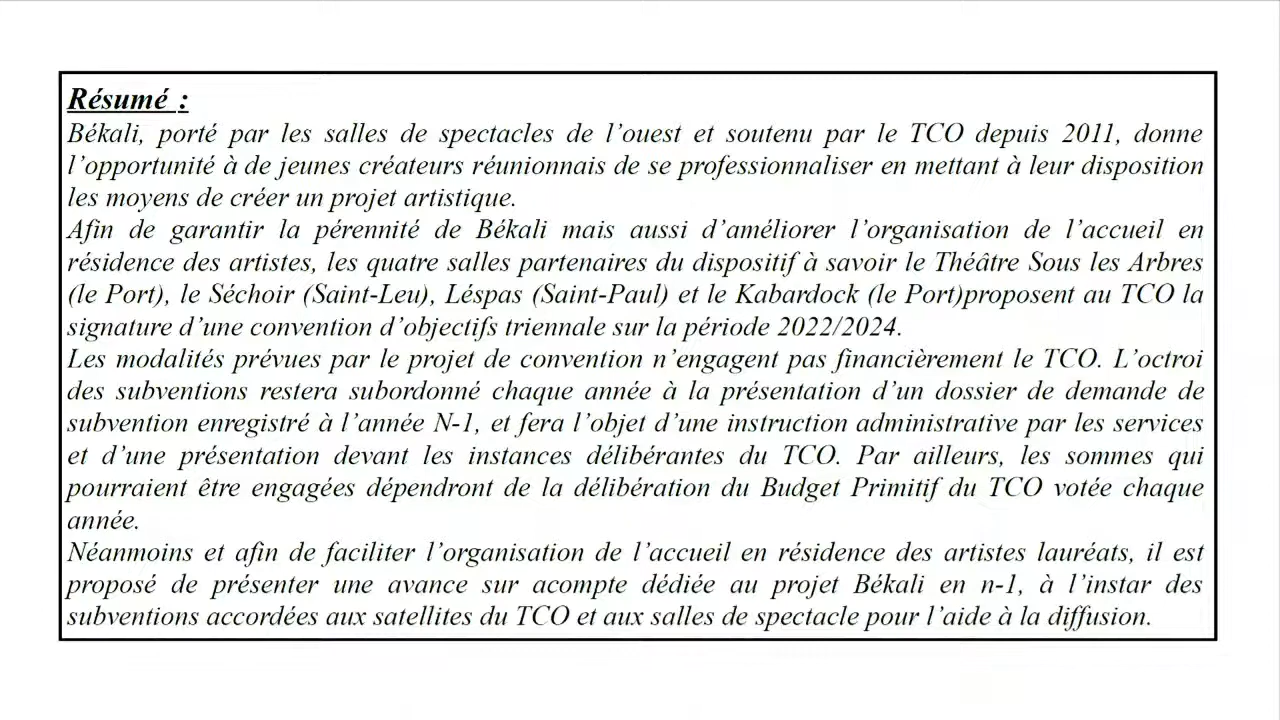 Résumé :
Békali, porté par les salles de spectacles de l’ouest et soutenu par le TCO depuis 2011, donne
l’opportunité à de jeunes créateurs réunionnais de se professionnaliser en mettant à leur disposition
les moyens de créer un projet artistique.
Afin de garantir la pérennité de Békali mais aussi d’améliorer l’organisation de l’accueil en
résidence des artistes, les quatre salles partenaires du dispositif à savoir le Théâtre Sous les Arbres
(le Port), le Séchoir (Saint-Leu), Léspas (Saint-Paul) et le Kabardock (le Port)proposent au TCO la
signature d’une convention d’objectifs triennale sur la période 2022/2024.
Les modalités prévues par le projet de convention n’engagent pas financièrement le TCO. L’octroi
des subventions restera subordonné chaque année à la présentation d’un dossier de demande de
subvention enregistré à l’année N-1, et fera l’objet d’une instruction administrative par les services
et d’une présentation devant les instances délibérantes du TCO. Par ailleurs, les sommes qui
pourraient être engagées dépendront de la délibération du Budget Primitif du TCO votée chaque
année.
Néanmoins et afin de faciliter l’organisation de l’accueil en résidence des artistes lauréats, il est
proposé de présenter une avance sur acompte dédiée au projet Békali en n-1, à l’instar des
subventions accordées aux satellites du TCO et aux salles de spectacle pour l’aide à la diffusion.